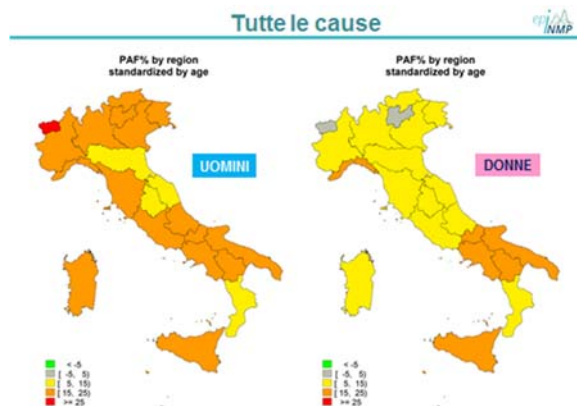 Tutte le cause
epi
NMP
PAF% by region
standardized by age
PAF% by region
standardized by age
UOMINI
DONNE
< -5
[ -5, 5)
[ 5, 15)
[ 15, 25)
>= 25
< -5
[ -5, 5)
[ 5, 15)
[ 15, 25)
>= 25